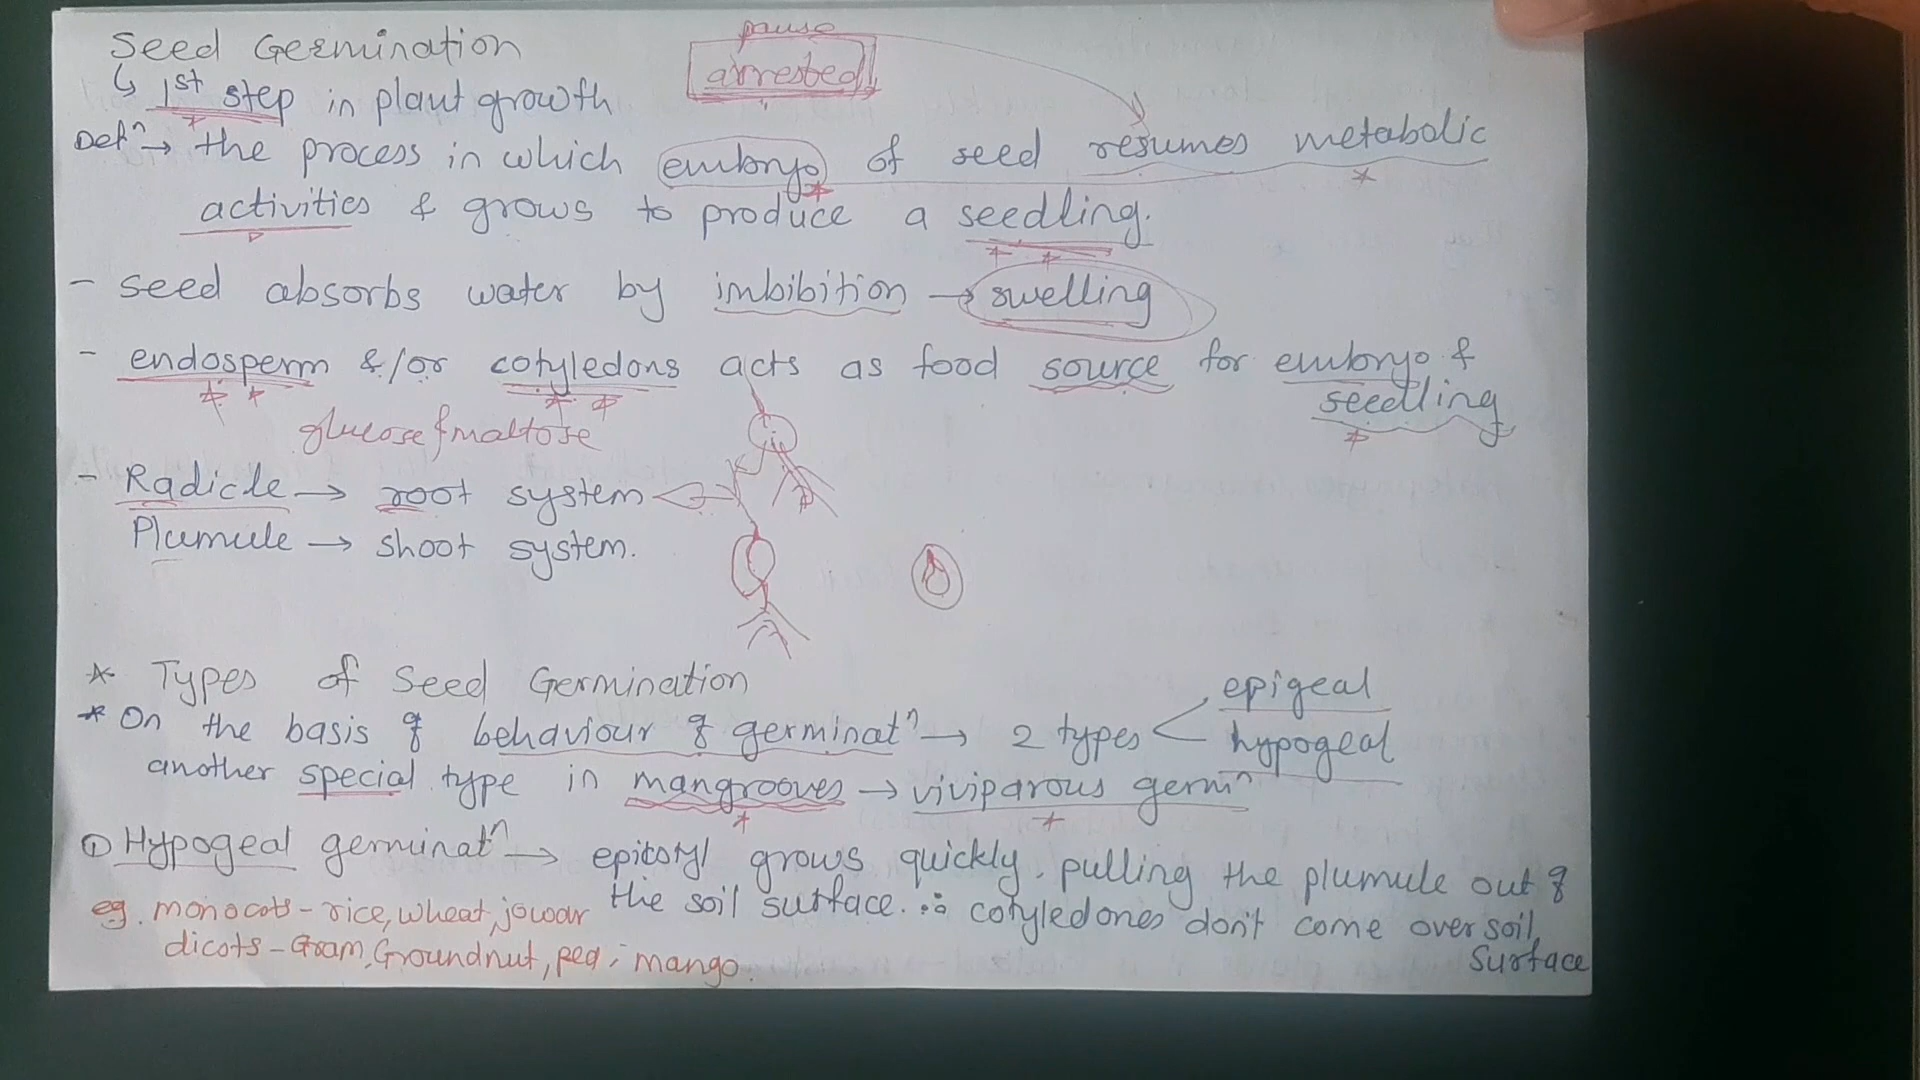 Seed Germination
pause
arrested
↳ 1st step in plant growth
Defⁿ → the process in which embryo of seed resumes metabolic
activities & grows to produce a seedling.
- seed absorbs water by imbibition → swelling
- endosperm &/or cotyledons acts as food source for embryo &
seedling
glucose & maltose
- Radicle → root system
Plumule → shoot system.
* Types of Seed Germination
* On the basis of behaviour of germinatⁿ → 2 types < epigeal
hypogeal
another special type in mangrooves → viviparous germiⁿ
① Hypogeal germinatⁿ → epicotyl grows quickly, pulling the plumule out of
the soil surface. ∴ cotyledones don't come over soil
surface
eg. monocots - rice, wheat, jowar
dicots - Gram, Groundnut, pea, mango.